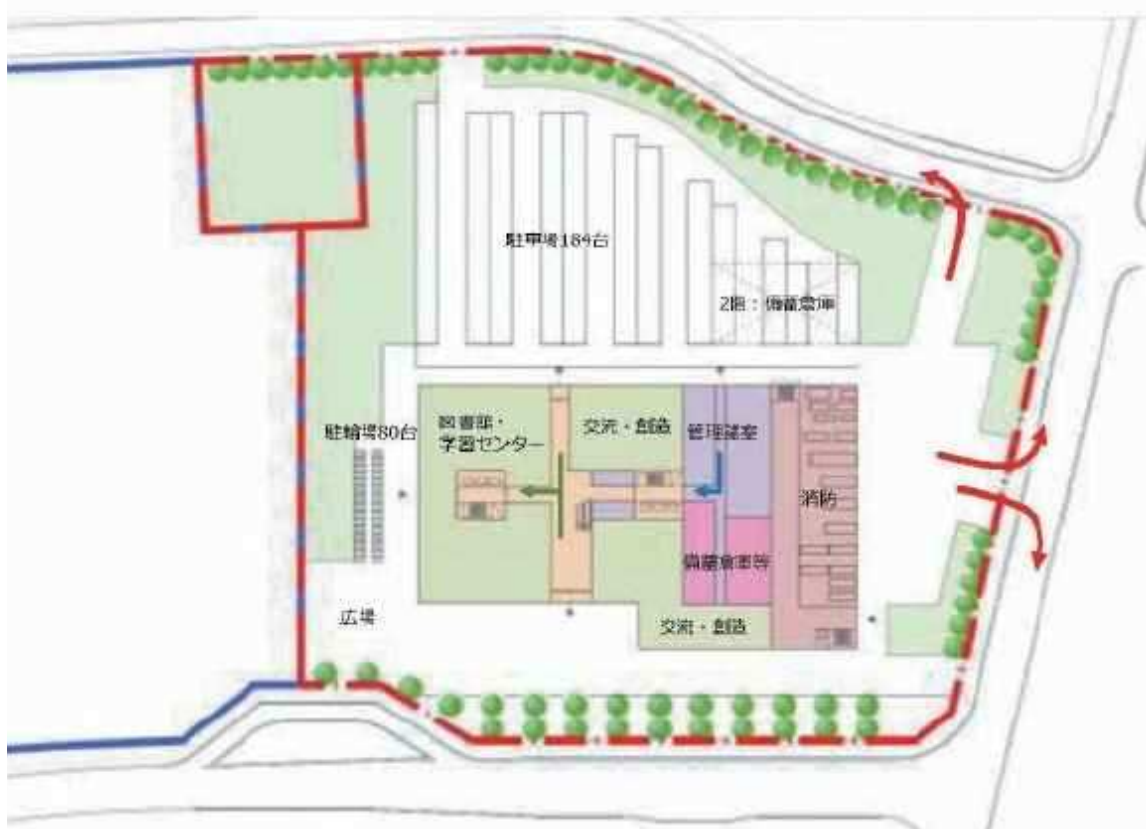 駐車場184台
2階：備蓄倉庫
駐輪場80台
図書館・
学習センター
交流・創造
管理諸室
消防
備蓄倉庫等
広場
交流・創造